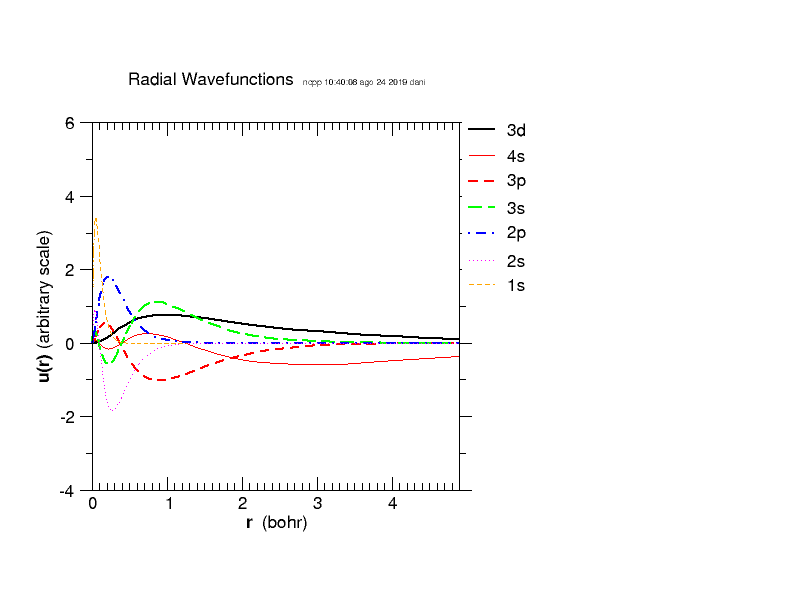 Radial Wavefunctions ncpp 10:40:08 ago 24 2019 dani
6
4
2
0
-2
-4
u(r) (arbitrary scale)
0 1 2 3 4
r (bohr)
3d
4s
3p
3s
2p
2s
1s